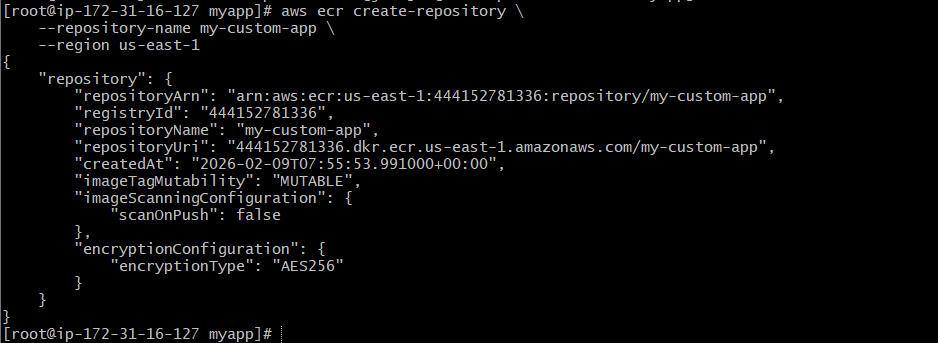 [root@ip-172-31-16-127 myapp]# aws ecr create-repository \
    --repository-name my-custom-app \
    --region us-east-1
{
    "repository": {
        "repositoryArn": "arn:aws:ecr:us-east-1:444152781336:repository/my-custom-app",
        "registryId": "444152781336",
        "repositoryName": "my-custom-app",
        "repositoryUri": "444152781336.dkr.ecr.us-east-1.amazonaws.com/my-custom-app",
        "createdAt": "2026-02-09T07:55:53.991000+00:00",
        "imageTagMutability": "MUTABLE",
        "imageScanningConfiguration": {
            "scanOnPush": false
        },
        "encryptionConfiguration": {
            "encryptionType": "AES256"
        }
    }
}
[root@ip-172-31-16-127 myapp]#